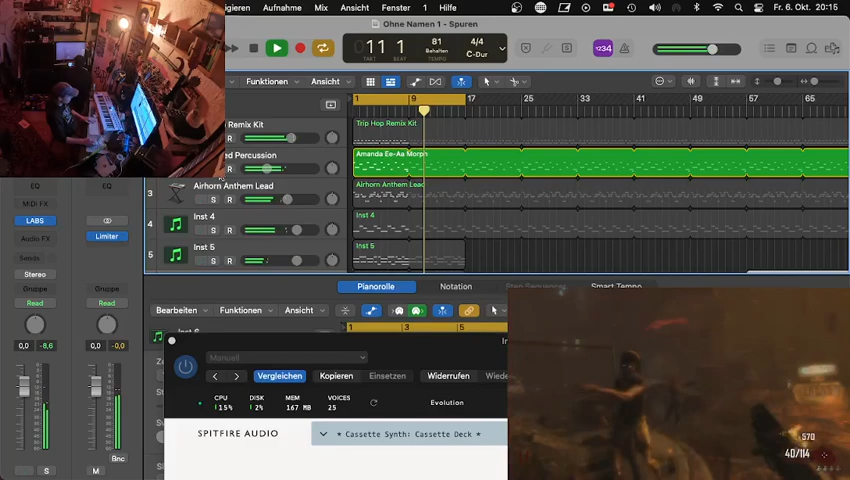 Aufnahme Mix Ansicht Fenster 1 Hilfe Fr. 6. Okt. 20:15
Ohne Namen 1 - Spuren
11 1 81 4/4
Behalten C-Dur
TAKT BEAT TEMPO
1234
Funktionen Ansicht
1 9 17 25 33 41 49 57 65
Remix Kit
R
Trip Hop Remix Kit
ed Percussion
R
Amanda Ee-Aa Morph
3 Airhorn Anthem Lead
S R
Airhorn Anthem Lead
4 Inst 4
S R
Inst 4
5 Inst 5
S R
Inst 5
EQ EQ
MIDI FX
LABS
Audio FX Limiter
Sends
Stereo
Gruppe Gruppe
Read Read
0,0 -8,6 0,0 -0,0
Bnc
S M
Pianorolle Notation Step Sequencer Smart Tempo
Bearbeiten Funktionen Ansicht
Inst 6
1 3 5
Manuell
Vergleichen Kopieren Einsetzen Widerrufen
CPU DISK MEM VOICES
15% 2% 167 MB 25
Evolution
SPITFIRE AUDIO
* Cassette Synth: Cassette Deck *
570
40/114